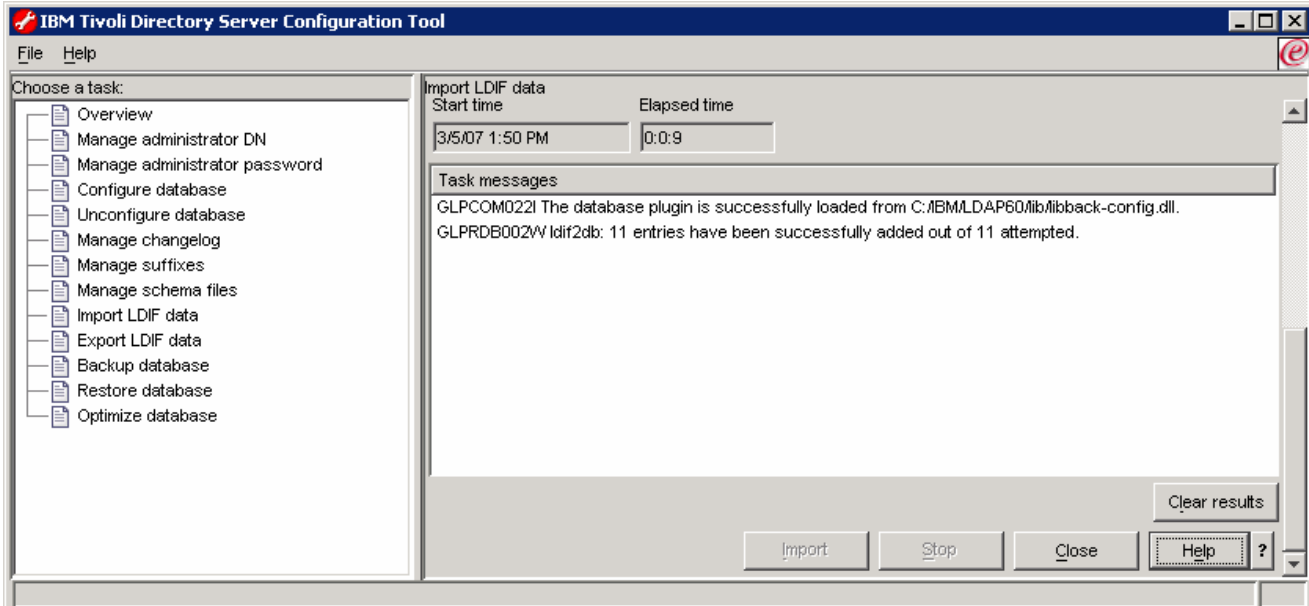 IBM Tivoli Directory Server Configuration Tool
File Help
Choose a task:
Overview
Manage administrator DN
Manage administrator password
Configure database
Unconfigure database
Manage changelog
Manage suffixes
Manage schema files
Import LDIF data
Export LDIF data
Backup database
Restore database
Optimize database
Import LDIF data
Start time Elapsed time
3/5/07 1:50 PM 0:0:9
Task messages
GLPCOM022I The database plugin is successfully loaded from C:/IBM/LDAP60/lib/libback-config.dll.
GLPRDB002W ldif2db: 11 entries have been successfully added out of 11 attempted.
Clear results
Import Stop Close Help ?